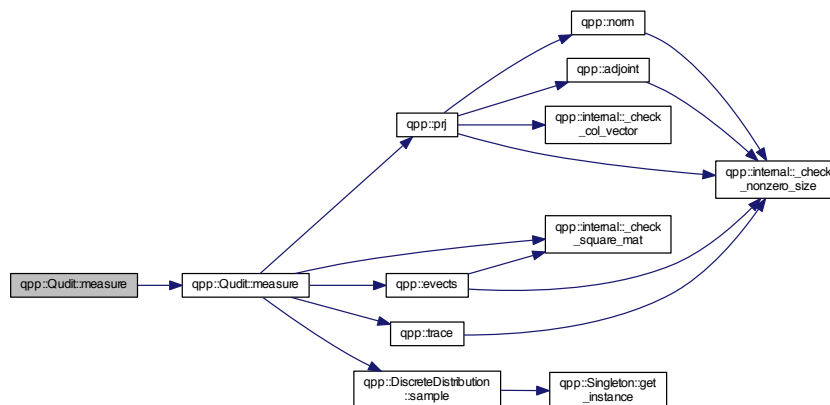 qpp::norm
qpp::adjoint
qpp::prj
qpp::internal::_check
_col_vector
qpp::internal::_check
_nonzero_size
qpp::internal::_check
_square_mat
qpp::Qudit::measure
qpp::Qudit::measure
qpp::evects
qpp::trace
qpp::DiscreteDistribution
::sample
qpp::Singleton::get
_instance